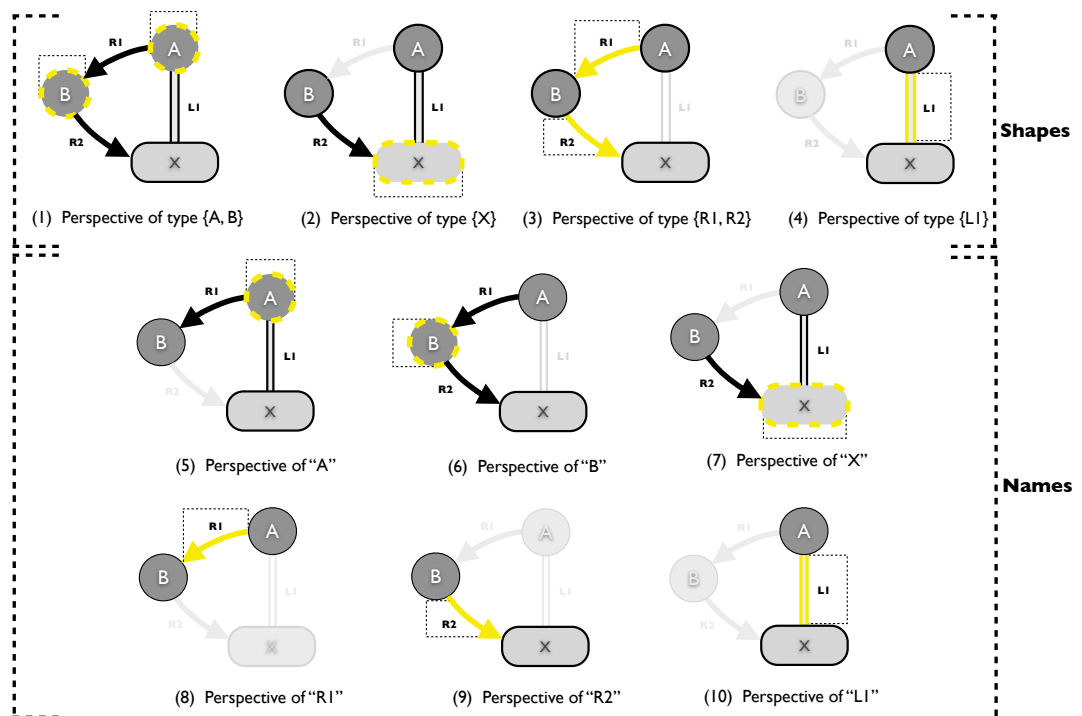 A
R1
B
L1
R2
X
(1) Perspective of type {A, B}
A
R1
B
L1
R2
X
(2) Perspective of type {X}
A
R1
B
L1
R2
X
(3) Perspective of type {R1, R2}
A
R1
B
L1
R2
X
(4) Perspective of type {L1}
Shapes
A
R1
B
L1
R2
X
(5) Perspective of “A”
A
R1
B
L1
R2
X
(6) Perspective of “B”
A
R1
B
L1
R2
X
(7) Perspective of “X”
Names
A
R1
B
L1
R2
X
(8) Perspective of “R1”
A
R1
B
L1
R2
X
(9) Perspective of “R2”
A
R1
B
L1
R2
X
(10) Perspective of “L1”